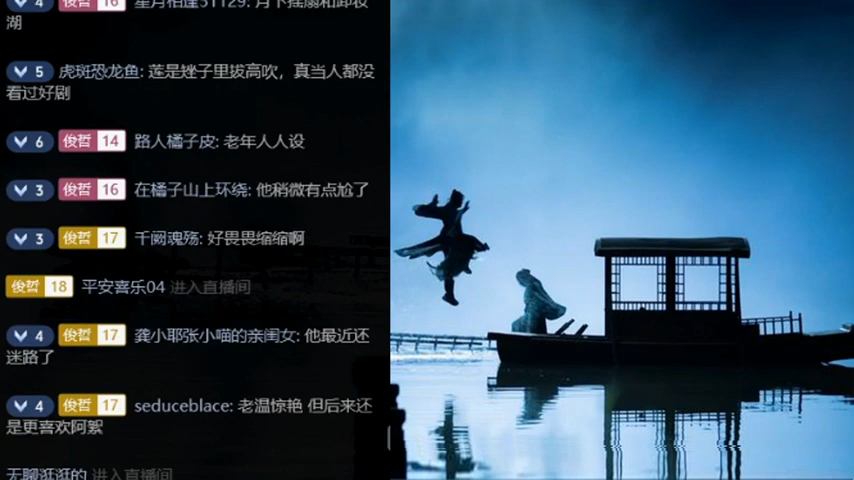 4 俊哲 16 星月相逢31129: 月下摇扇和卸妆
湖
5 虎斑恐龙鱼: 莲是矬子里拔高吹，真当人都没
看过好剧
6 俊哲 14 路人橘子皮: 老年人人设
3 俊哲 16 在橘子山上环绕: 他稍微有点尬了
3 俊哲 17 千阙魂殇: 好畏畏缩缩啊
俊哲 18 平安喜乐04 进入直播间
4 俊哲 17 龚小耶张小喵的亲闺女: 他最近还
迷路了
4 俊哲 17 seduceblace: 老温惊艳 但后来还
是更喜欢阿絮
无聊逛逛的 进入直播间